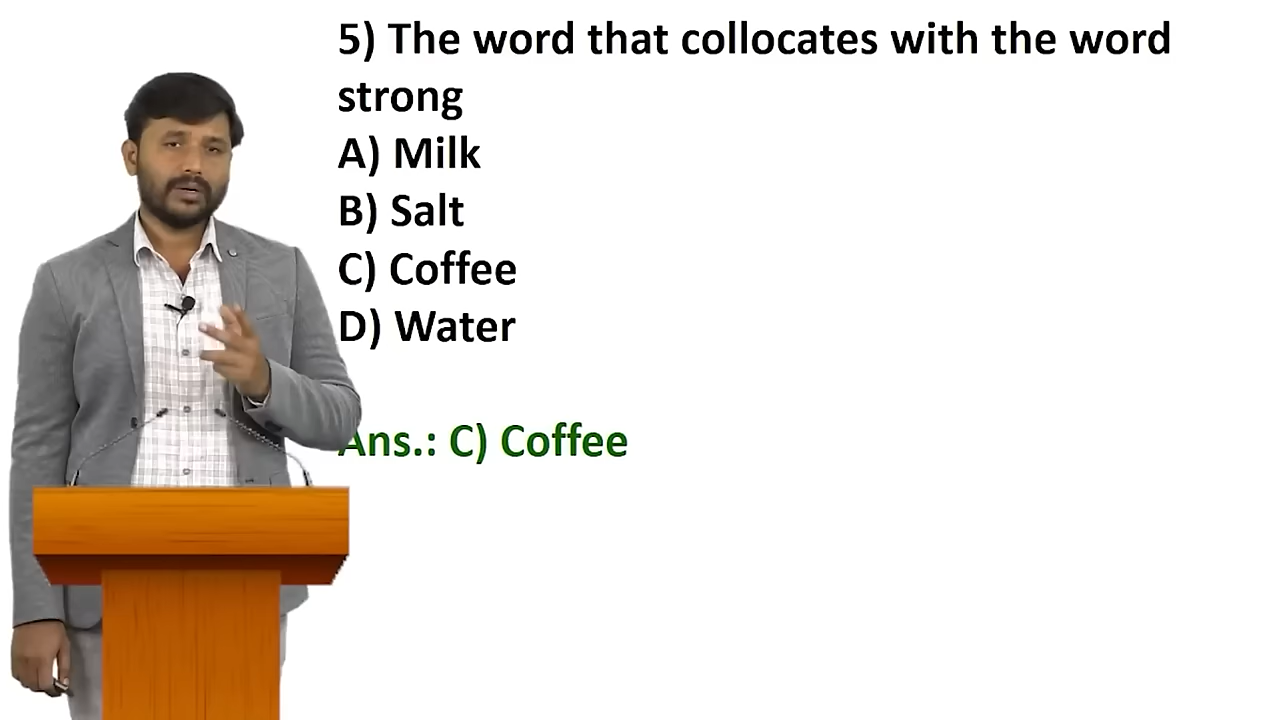 5) The word that collocates with the word
strong
A) Milk
B) Salt
C) Coffee
D) Water
Ans.: C) Coffee